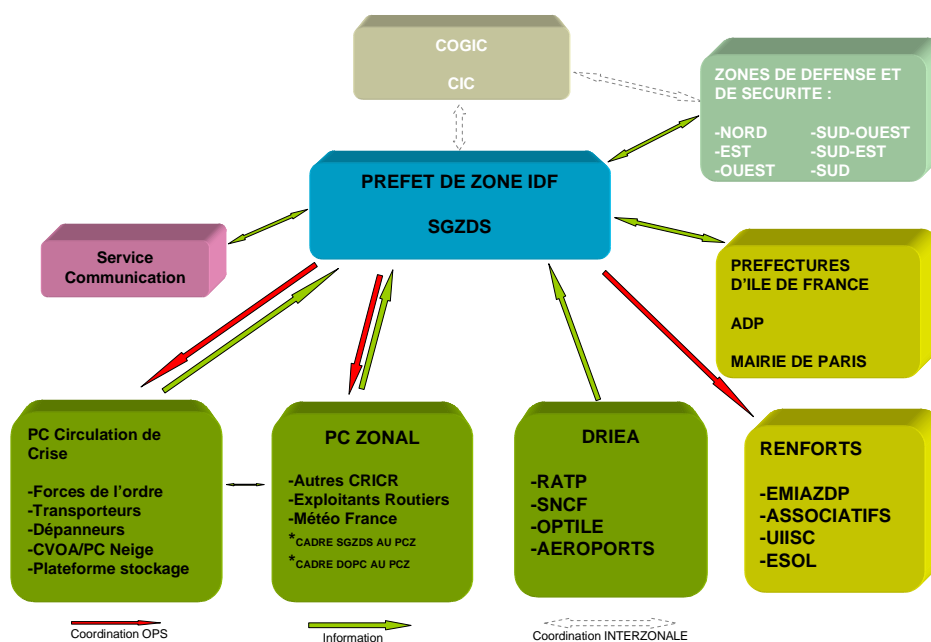 COGIC
CIC
ZONES DE DEFENSE ET
DE SECURITE :
-NORD -SUD-OUEST
-EST -SUD-EST
-OUEST -SUD
PREFET DE ZONE IDF
SGZDS
Service
Communication
PREFECTURES
D'ILE DE FRANCE
ADP
MAIRIE DE PARIS
PC Circulation de
Crise
-Forces de l'ordre
-Transporteurs
-Dépanneurs
-CVOA/PC Neige
-Plateforme stockage
PC ZONAL
-Autres CRICR
-Exploitants Routiers
-Météo France
*CADRE SGZDS AU PCZ
*CADRE DOPC AU PCZ
DRIEA
-RATP
-SNCF
-OPTILE
-AEROPORTS
RENFORTS
-EMIAZDP
-ASSOCIATIFS
-UIISC
-ESOL
Coordination OPS
Information
Coordination INTERZONALE